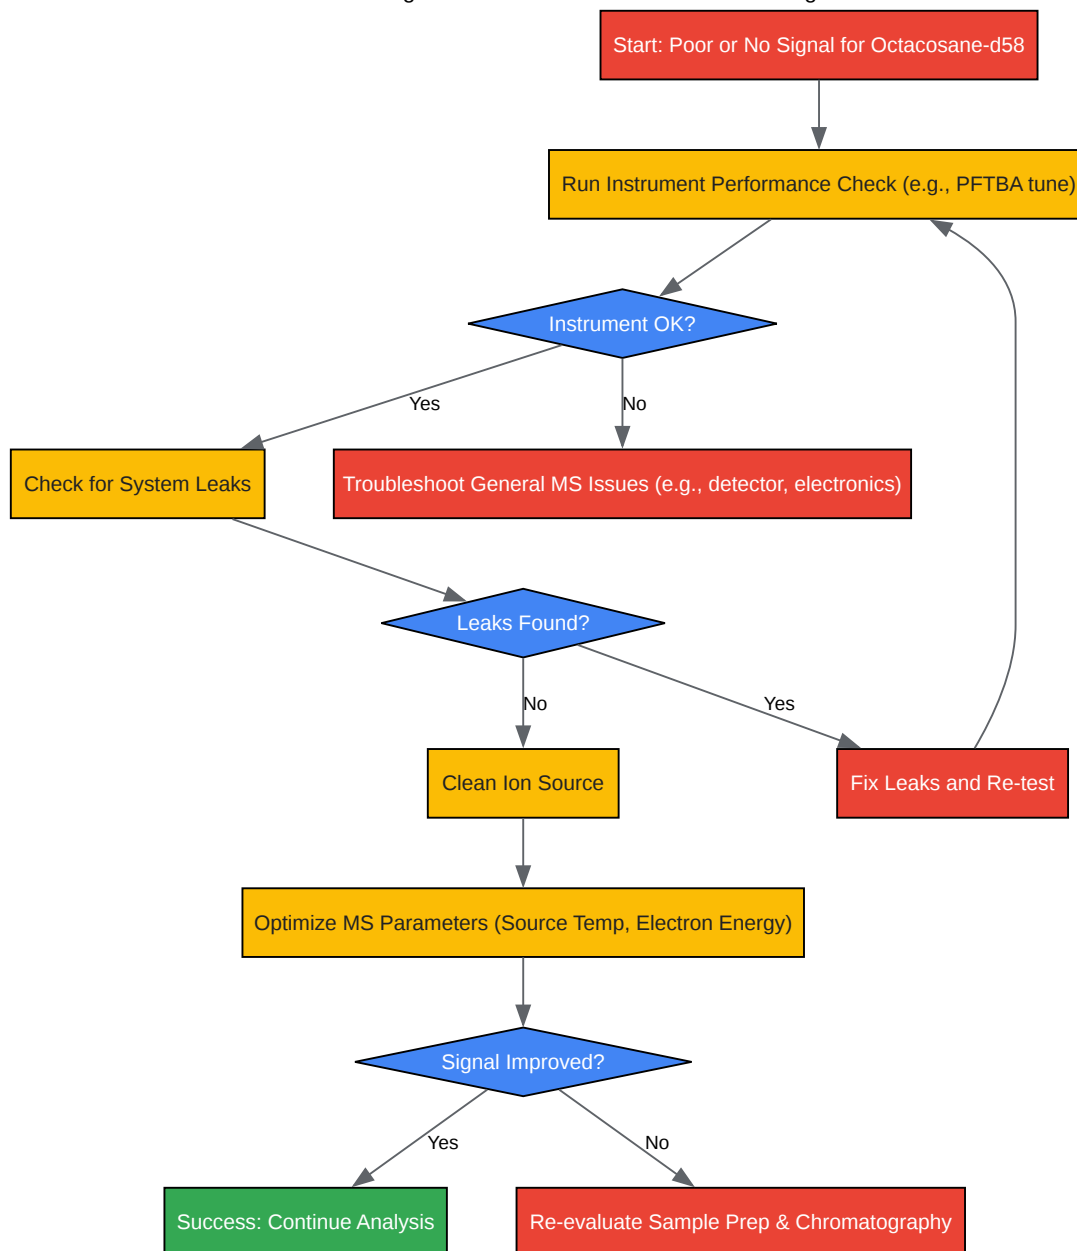 Start: Poor or No Signal for Octacosane-d58
Run Instrument Performance Check (e.g., PFTBA tune)
Instrument OK?
Yes
No
Check for System Leaks
Troubleshoot General MS Issues (e.g., detector, electronics)
Leaks Found?
No
Yes
Clean Ion Source
Fix Leaks and Re-test
Optimize MS Parameters (Source Temp, Electron Energy)
Signal Improved?
Yes
No
Success: Continue Analysis
Re-evaluate Sample Prep & Chromatography